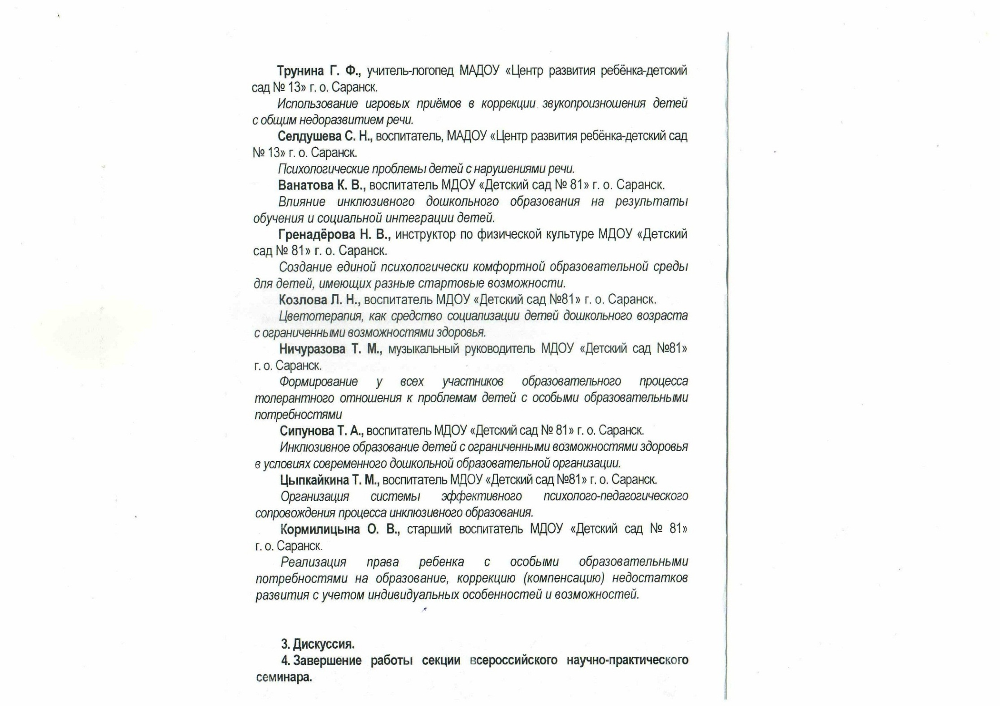 Трунина Г. Ф., учитель-логопед МАДОУ «Центр развития ребёнка-детский
сад № 13» г. о. Саранск.
Использование игровых приёмов в коррекции звукопроизношения детей
с общим недоразвитием речи.
Селдушева С. Н., воспитатель, МАДОУ «Центр развития ребёнка-детский сад
№ 13» г. о. Саранск.
Психологические проблемы детей с нарушениями речи.
Ванатова К. В., воспитатель МДОУ «Детский сад № 81» г. о. Саранск.
Влияние инклюзивного дошкольного образования на результаты
обучения и социальной интеграции детей.
Гренадёрова Н. В., инструктор по физической культуре МДОУ «Детский
сад № 81» г. о. Саранск.
Создание единой психологически комфортной образовательной среды
для детей, имеющих разные стартовые возможности.
Козлова Л. Н., воспитатель МДОУ «Детский сад №81» г. о. Саранск.
Цветотерапия, как средство социализации детей дошкольного возраста
с ограниченными возможностями здоровья.
Ничуразова Т. М., музыкальный руководитель МДОУ «Детский сад №81»
г. о. Саранск.
Формирование у всех участников образовательного процесса
толерантного отношения к проблемам детей с особыми образовательными
потребностями
Сипунова Т. А., воспитатель МДОУ «Детский сад № 81» г. о. Саранск.
Инклюзивное образование детей с ограниченными возможностями здоровья
в условиях современного дошкольной образовательной организации.
Цыпкайкина Т. М., воспитатель МДОУ «Детский сад №81» г. о. Саранск.
Организация системы эффективного психолого-педагогического
сопровождения процесса инклюзивного образования.
Кормилицына О. В., старший воспитатель МДОУ «Детский сад № 81»
г. о. Саранск.
Реализация права ребенка с особыми образовательными
потребностями на образование, коррекцию (компенсацию) недостатков
развития с учетом индивидуальных особенностей и возможностей.
3. Дискуссия.
4. Завершение работы секции всероссийского научно-практического
семинара.